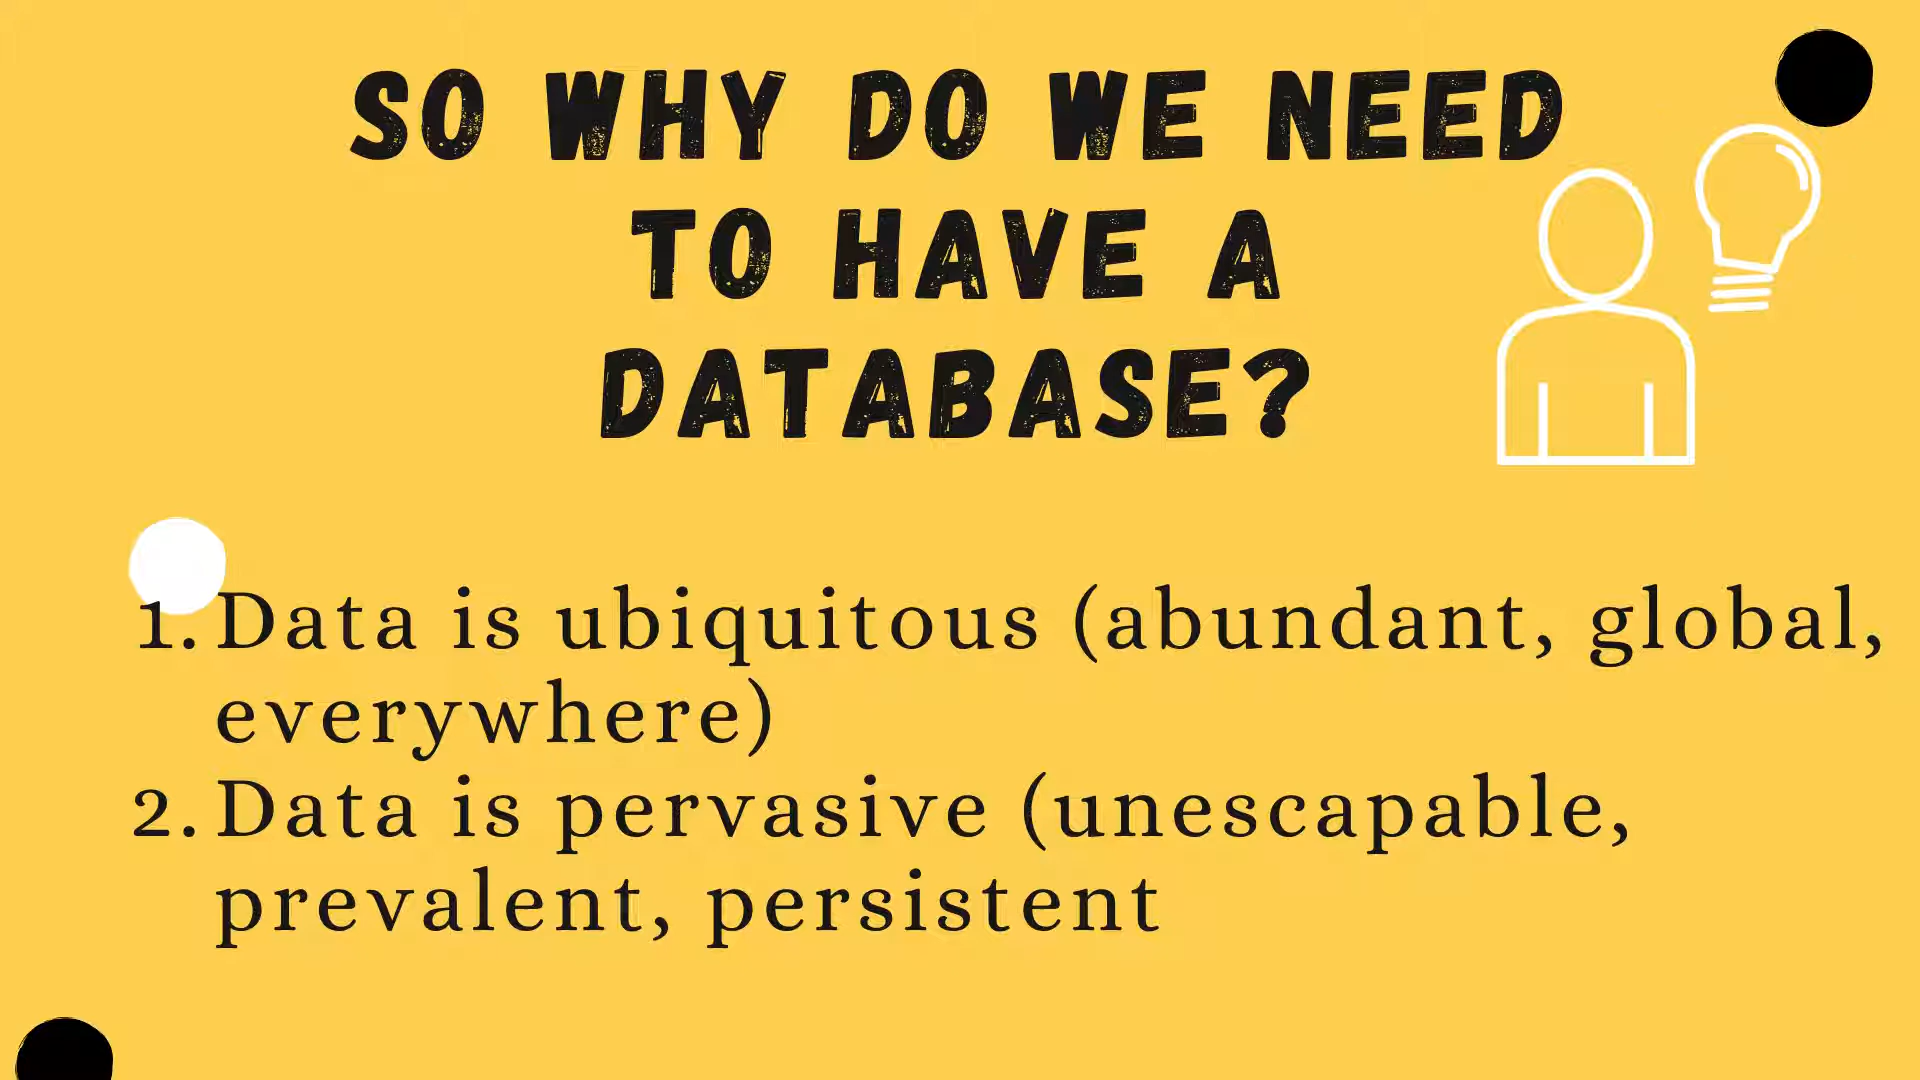 SO WHY DO WE NEED
TO HAVE A
DATABASE?
1. Data is ubiquitous (abundant, global,
everywhere)
2. Data is pervasive (unescapable,
prevalent, persistent